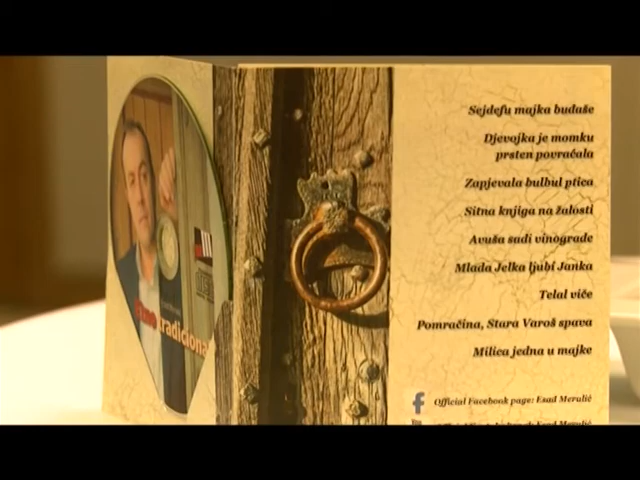 tradicional
Sejdefu majka buđaše
Djevojka je momku
prsten povraćala
Zapjevala bulbul ptica
Sitna knjiga na žalosti
Avuša sadi vinograde
Mlada Jelka ljubi Janka
Telal viče
Pomračina, Stara Varoš spava
Milica jedna u majke
Official Facebook page: Esad Merulić